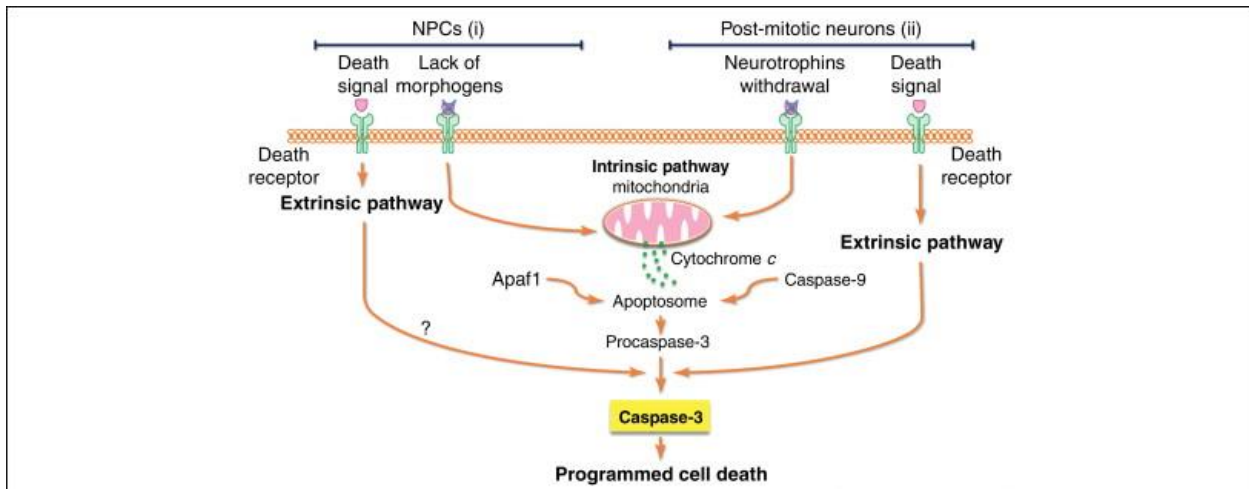 NPCs (i)
Post-mitotic neurons (ii)
Death
signal
Lack of
morphogens
Neurotrophins
withdrawal
Death
signal
Death
receptor
Intrinsic pathway
mitochondria
Death
receptor
Extrinsic pathway
Extrinsic pathway
Cytochrome c
Apaf1
Caspase-9
Apoptosome
?
Procaspase-3
Caspase-3
Programmed cell death